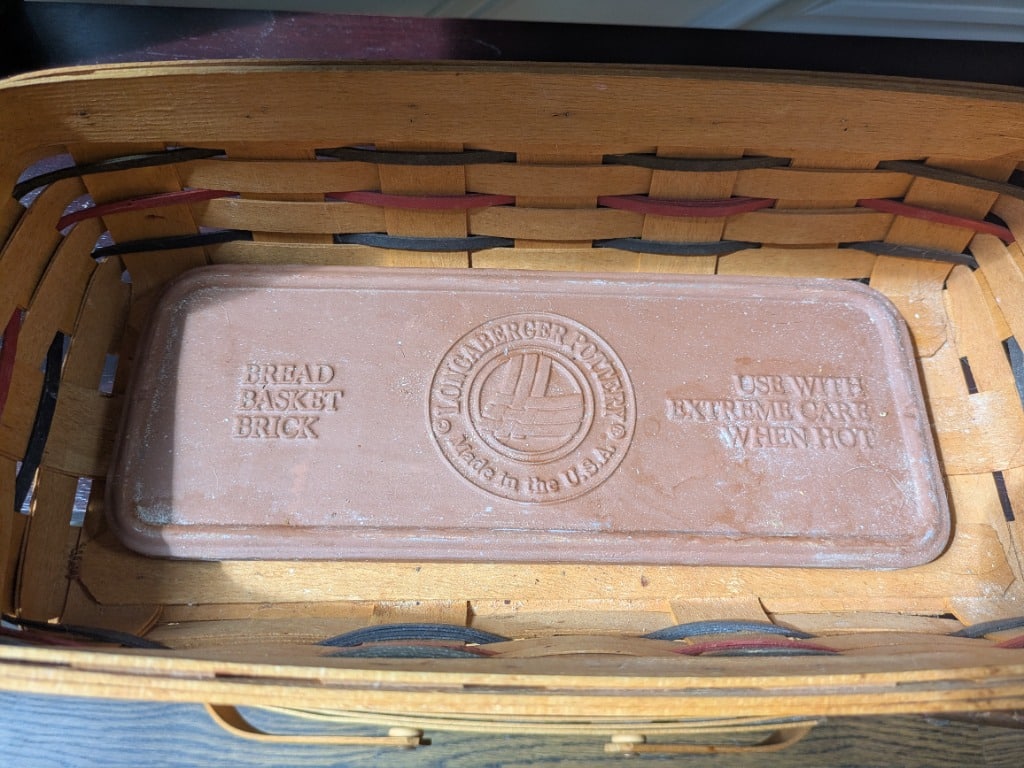 BREAD
BASKET
BRICK
LONGABERGER POTTERY
Made in the U.S.A.
USE WITH
EXTREME CARE
WHEN HOT